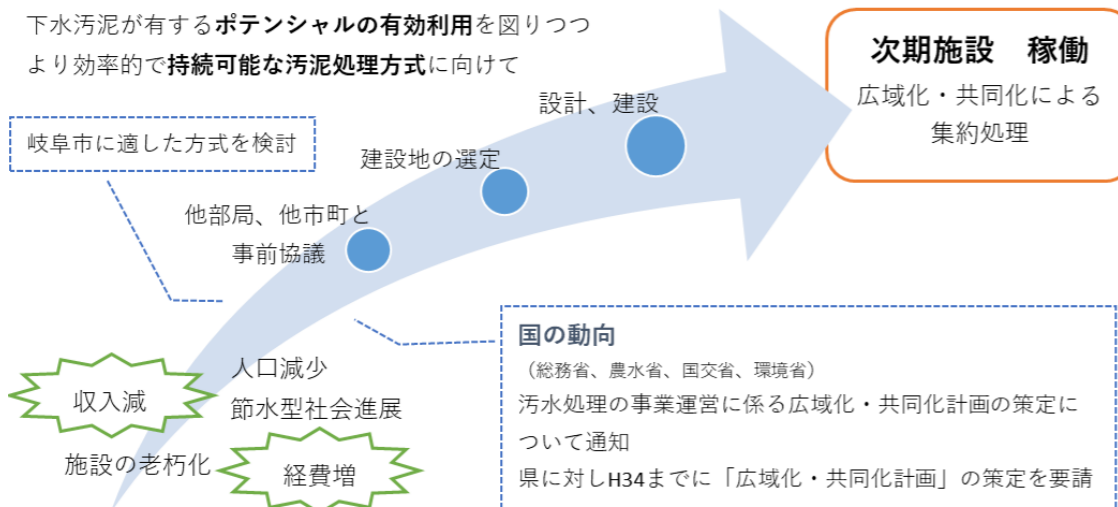 下水汚泥が有するポテンシャルの有効利用を図りつつ
より効率的で持続可能な汚泥処理方式に向けて
次期施設　稼働
広域化・共同化による
集約処理
設計、建設
岐阜市に適した方式を検討
建設地の選定
他部局、他市町と
事前協議
国の動向
（総務省、農水省、国交省、環境省）
汚水処理の事業運営に係る広域化・共同化計画の策定に
ついて通知
県に対しH34までに「広域化・共同化計画」の策定を要請
人口減少
節水型社会進展
収入減
施設の老朽化
経費増